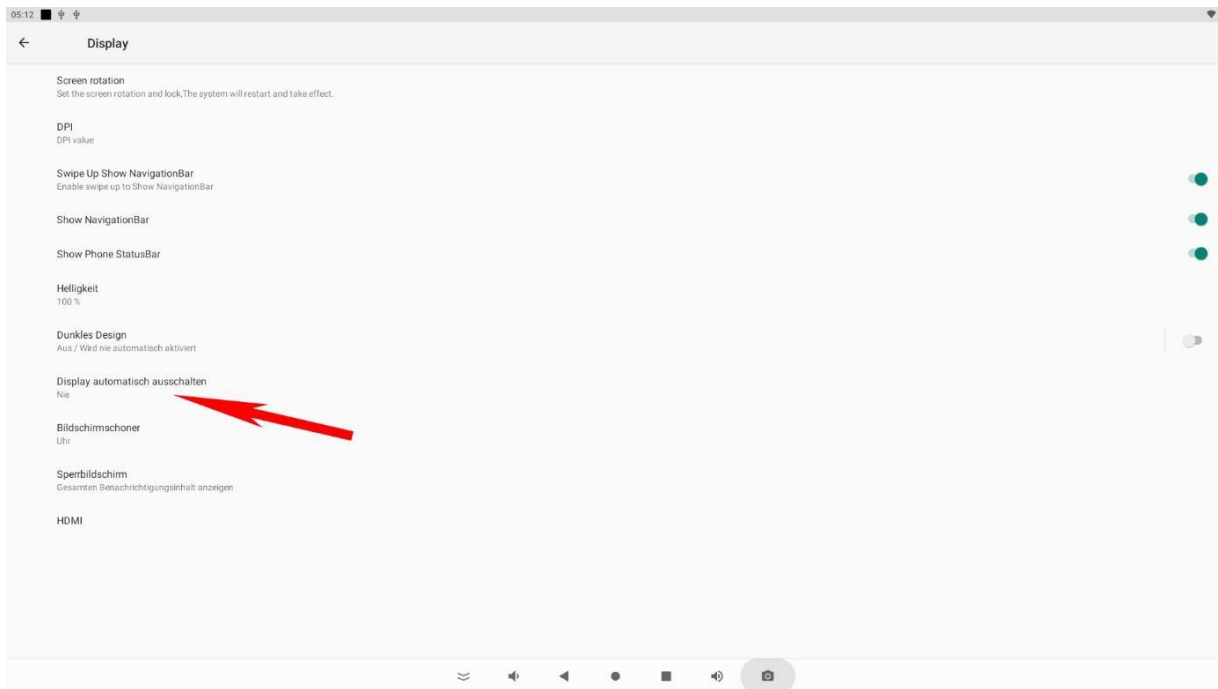 05:12
Display
Screen rotation
Set the screen rotation and lock,The system will restart and take effect.
DPI
DPI value
Swipe Up Show NavigationBar
Enable swipe up to Show NavigationBar
Show NavigationBar
Show Phone StatusBar
Helligkeit
100 %
Dunkles Design
Aus / Wird nie automatisch aktiviert
Display automatisch ausschalten
Nie
Bildschirmschoner
Uhr
Sperrbildschirm
Gesamten Benachrichtigungsinhalt anzeigen
HDMI